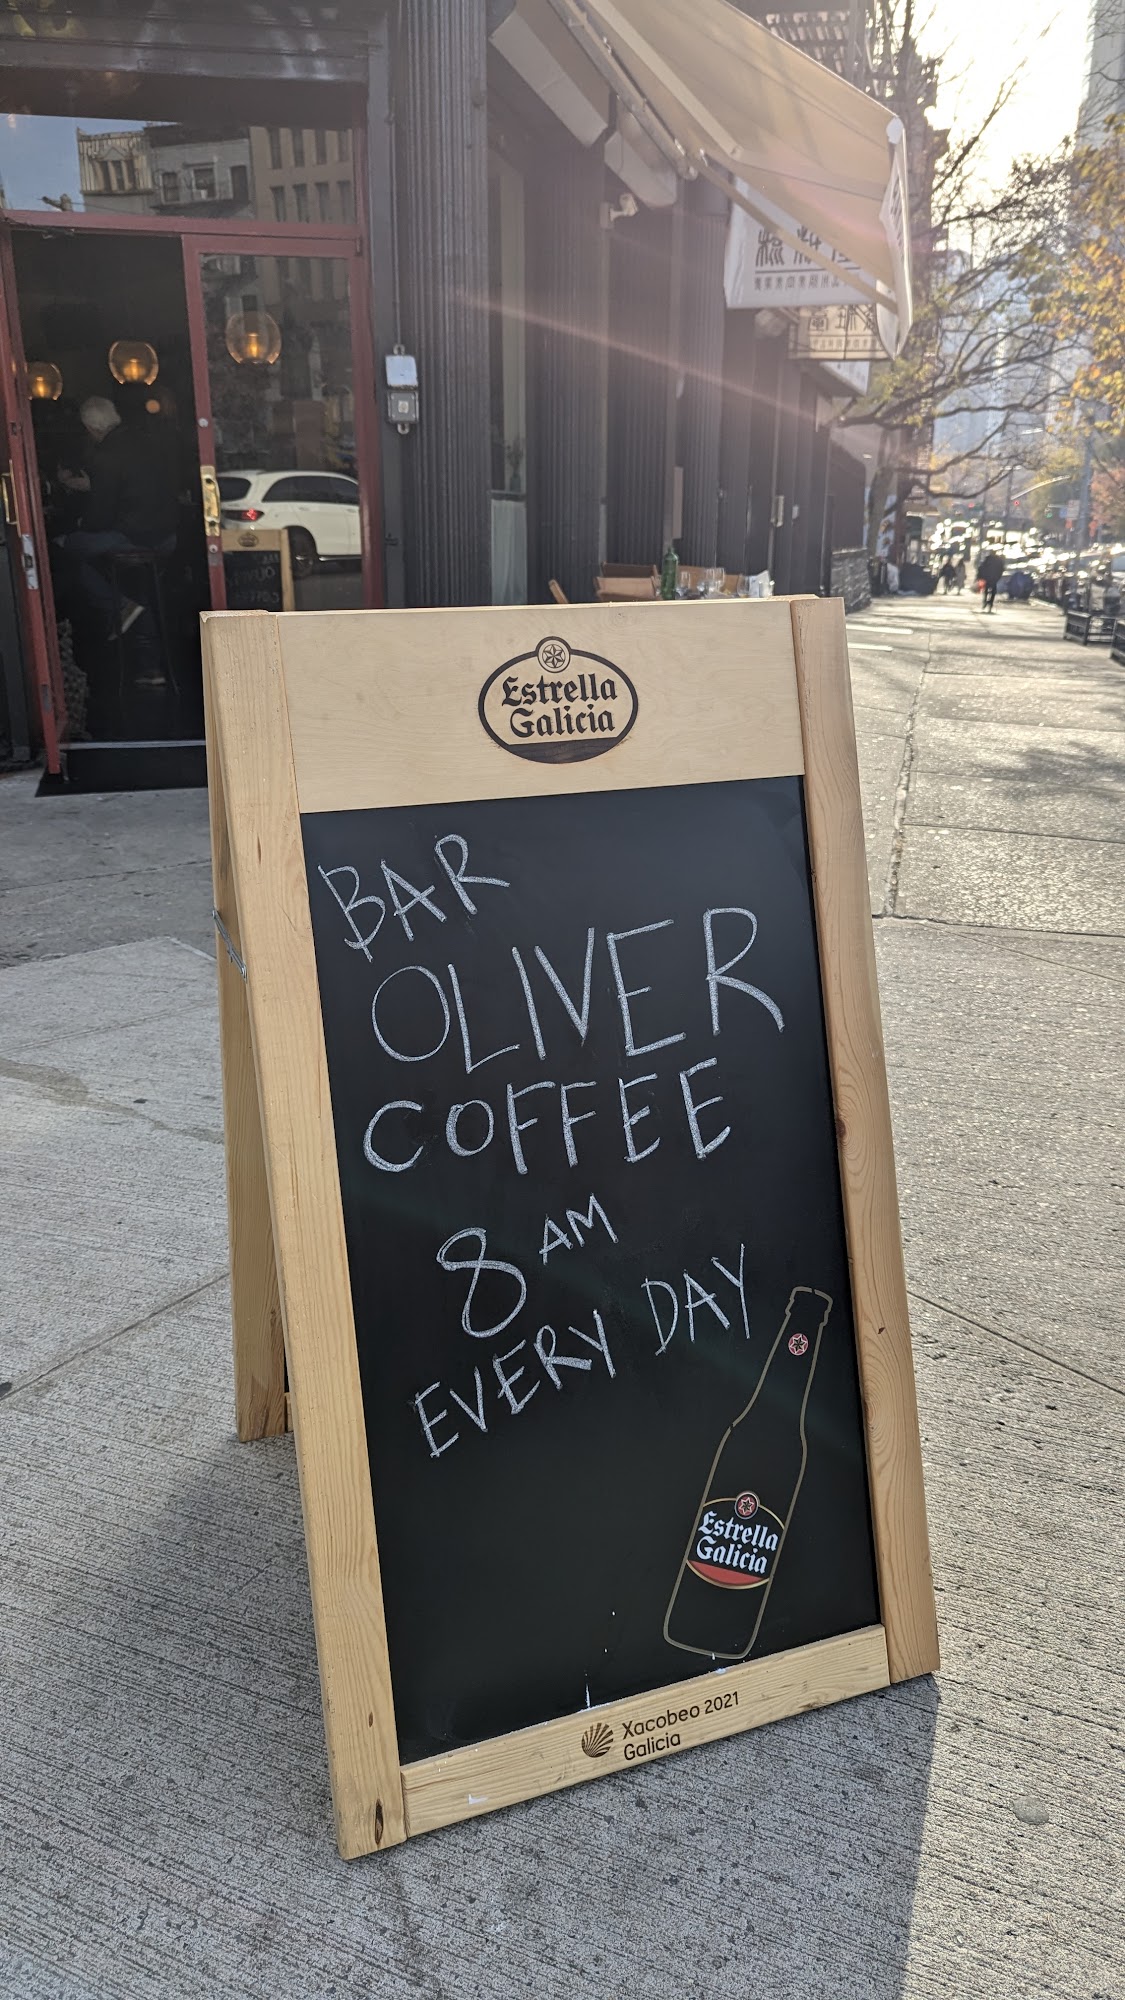 Estrella
Galicia
BAR
OLIVER
COFFEE
8 AM
EVERY DAY
Estrella
Galicia
Xacobeo 2021
Galicia